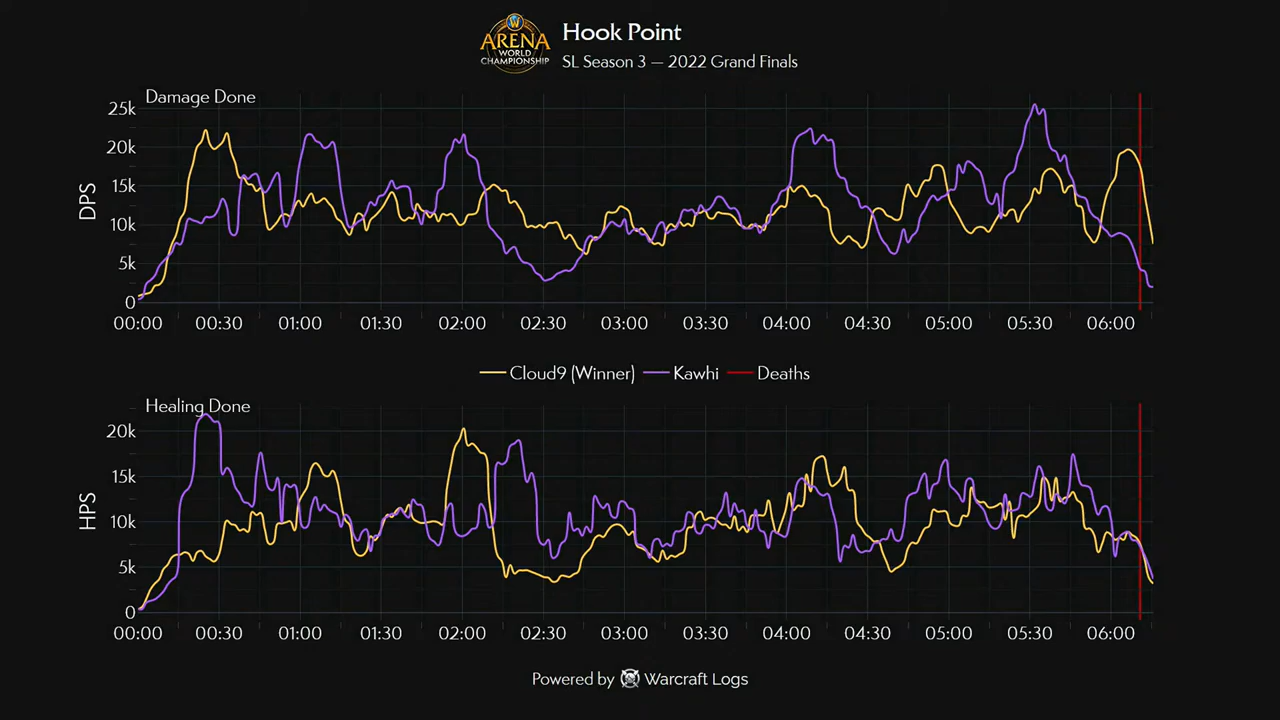 W
ARENA
WORLD
CHAMPIONSHIP
Hook Point
SL Season 3 — 2022 Grand Finals
Damage Done
DPS
25k
20k
15k
10k
5k
0
00:00 00:30 01:00 01:30 02:00 02:30 03:00 03:30 04:00 04:30 05:00 05:30 06:00
Cloud9 (Winner) Kawhi Deaths
Healing Done
HPS
20k
15k
10k
5k
0
00:00 00:30 01:00 01:30 02:00 02:30 03:00 03:30 04:00 04:30 05:00 05:30 06:00
Powered by Warcraft Logs